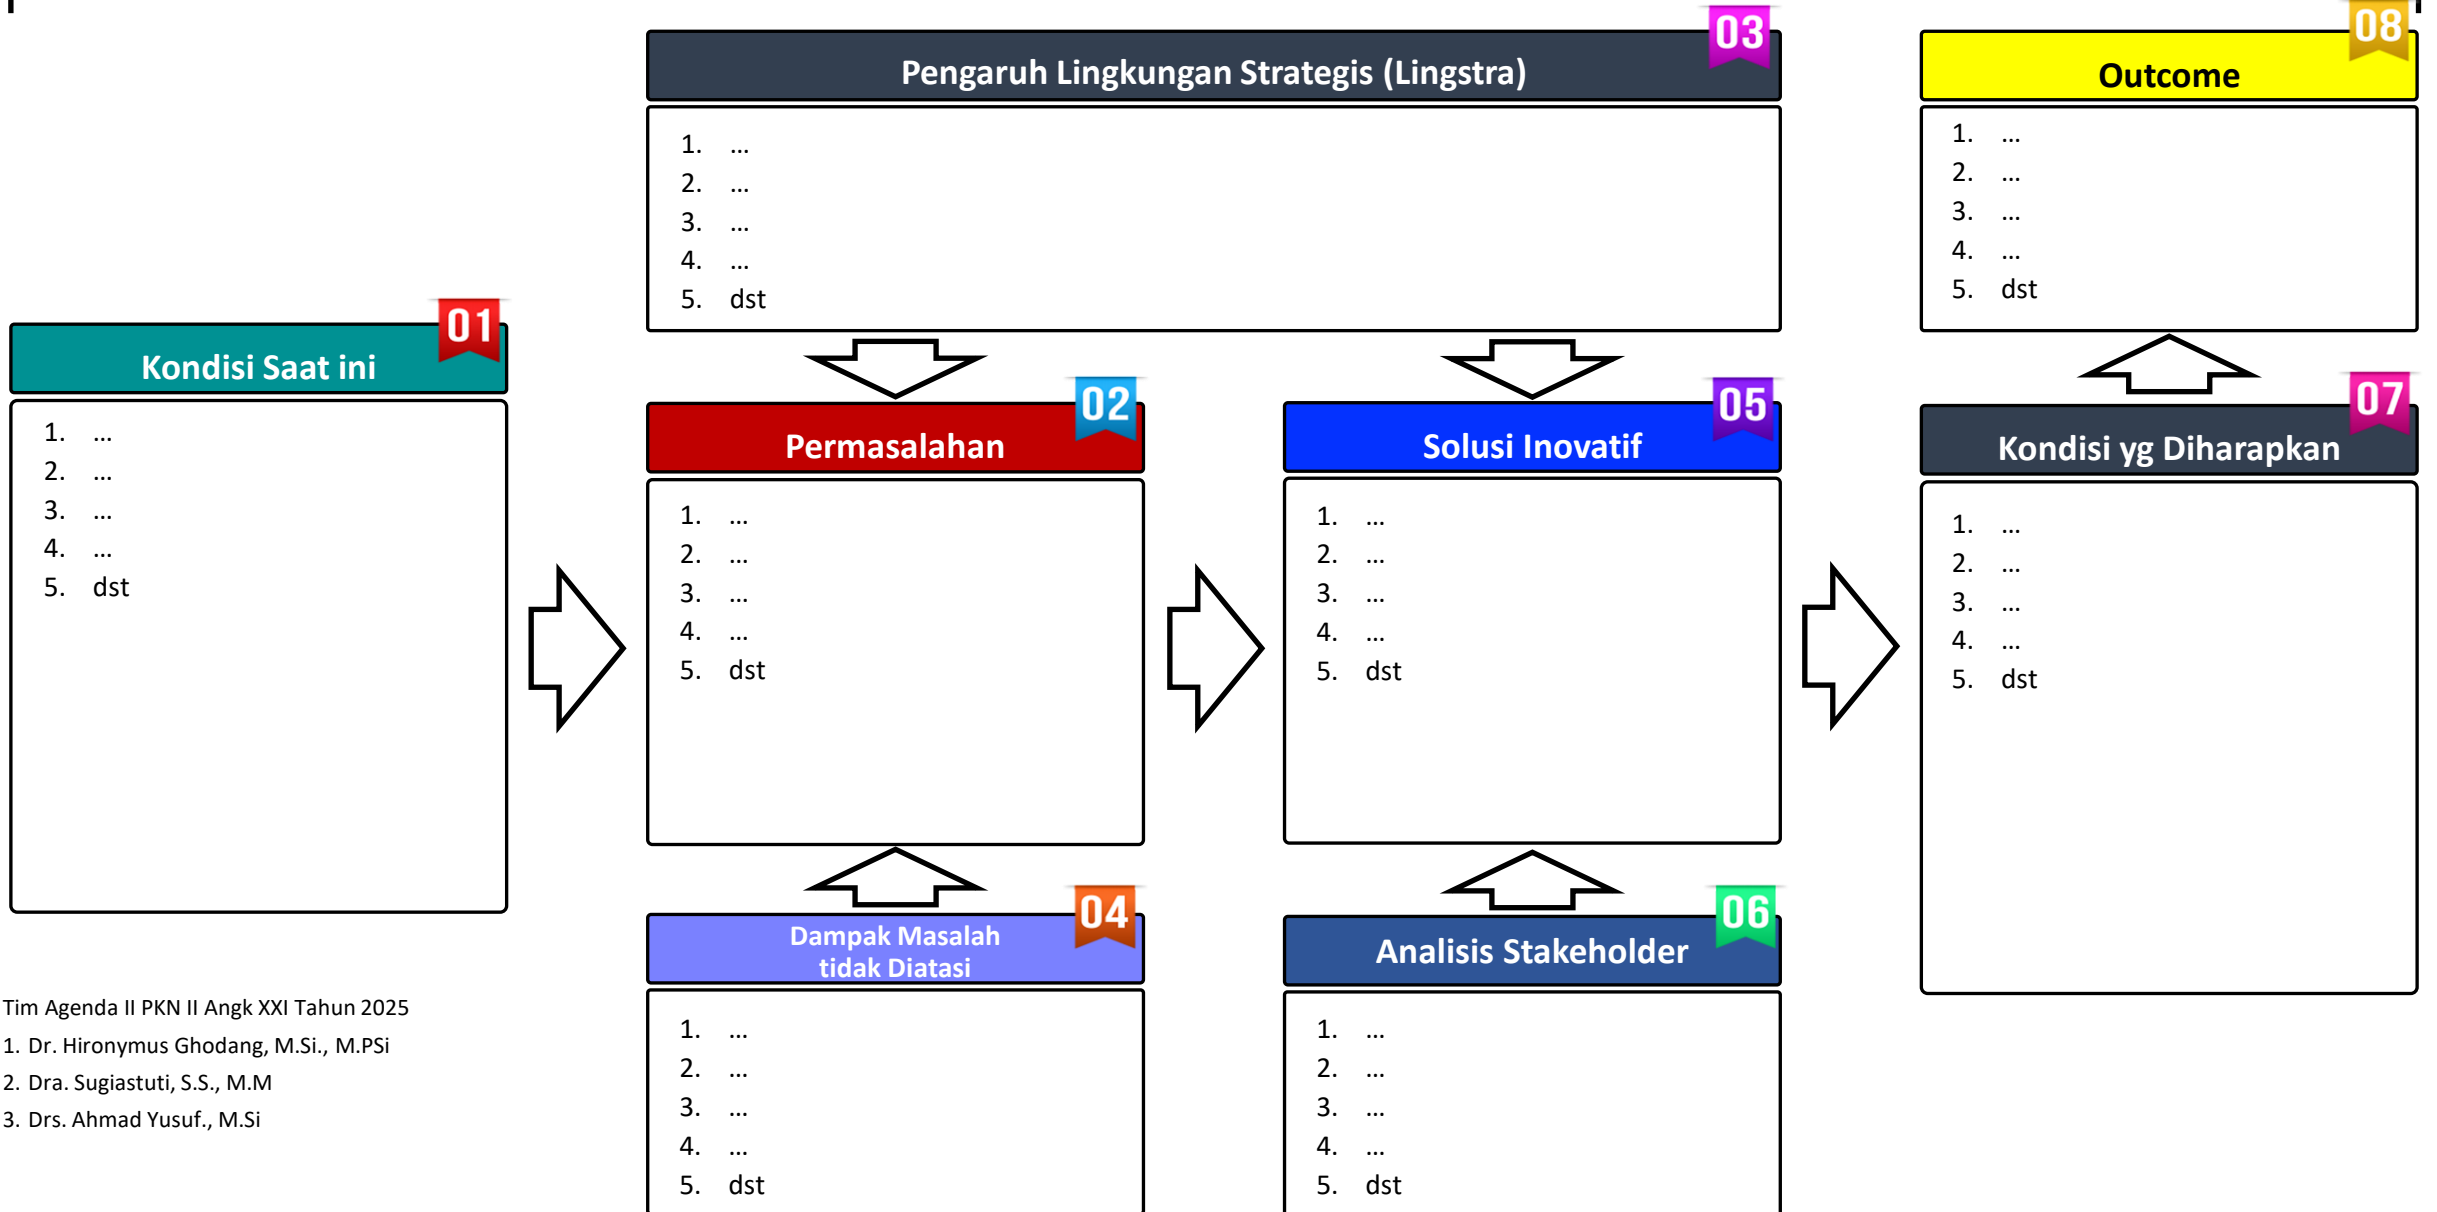 03
Pengaruh Lingkungan Strategis (Lingstra)
1. ...
2. ...
3. ...
4. ...
5. dst
08
Outcome
1. ...
2. ...
3. ...
4. ...
5. dst
01
Kondisi Saat ini
1. ...
2. ...
3. ...
4. ...
5. dst
02
Permasalahan
1. ...
2. ...
3. ...
4. ...
5. dst
05
Solusi Inovatif
1. ...
2. ...
3. ...
4. ...
5. dst
07
Kondisi yg Diharapkan
1. ...
2. ...
3. ...
4. ...
5. dst
04
Dampak Masalah
tidak Diatasi
1. ...
2. ...
3. ...
4. ...
5. dst
06
Analisis Stakeholder
1. ...
2. ...
3. ...
4. ...
5. dst
Tim Agenda II PKN II Angk XXI Tahun 2025
1. Dr. Hironymus Ghodang, M.Si., M.PSi
2. Dra. Sugiastuti, S.S., M.M
3. Drs. Ahmad Yusuf., M.Si